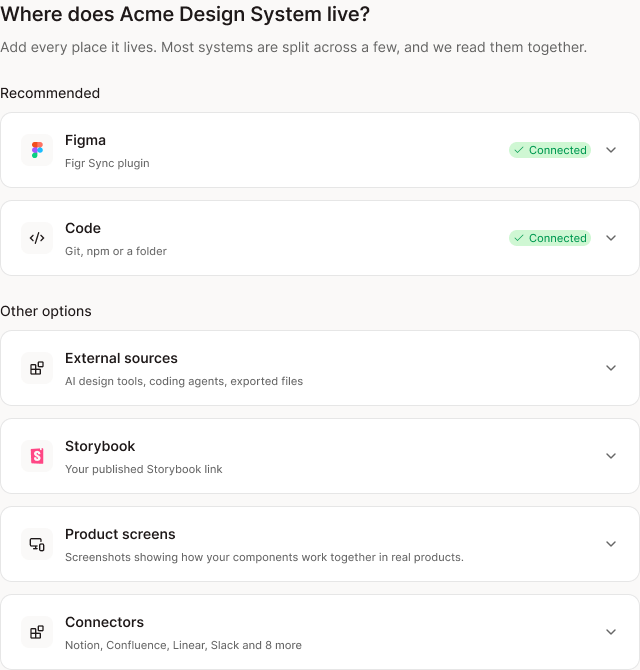 Where does Acme Design System live?
Add every place it lives. Most systems are split across a few, and we read them together.
Recommended
Figma
Figr Sync plugin
Connected
Code
Git, npm or a folder
Connected
Other options
External sources
AI design tools, coding agents, exported files
Storybook
Your published Storybook link
Product screens
Screenshots showing how your components work together in real products.
Connectors
Notion, Confluence, Linear, Slack and 8 more